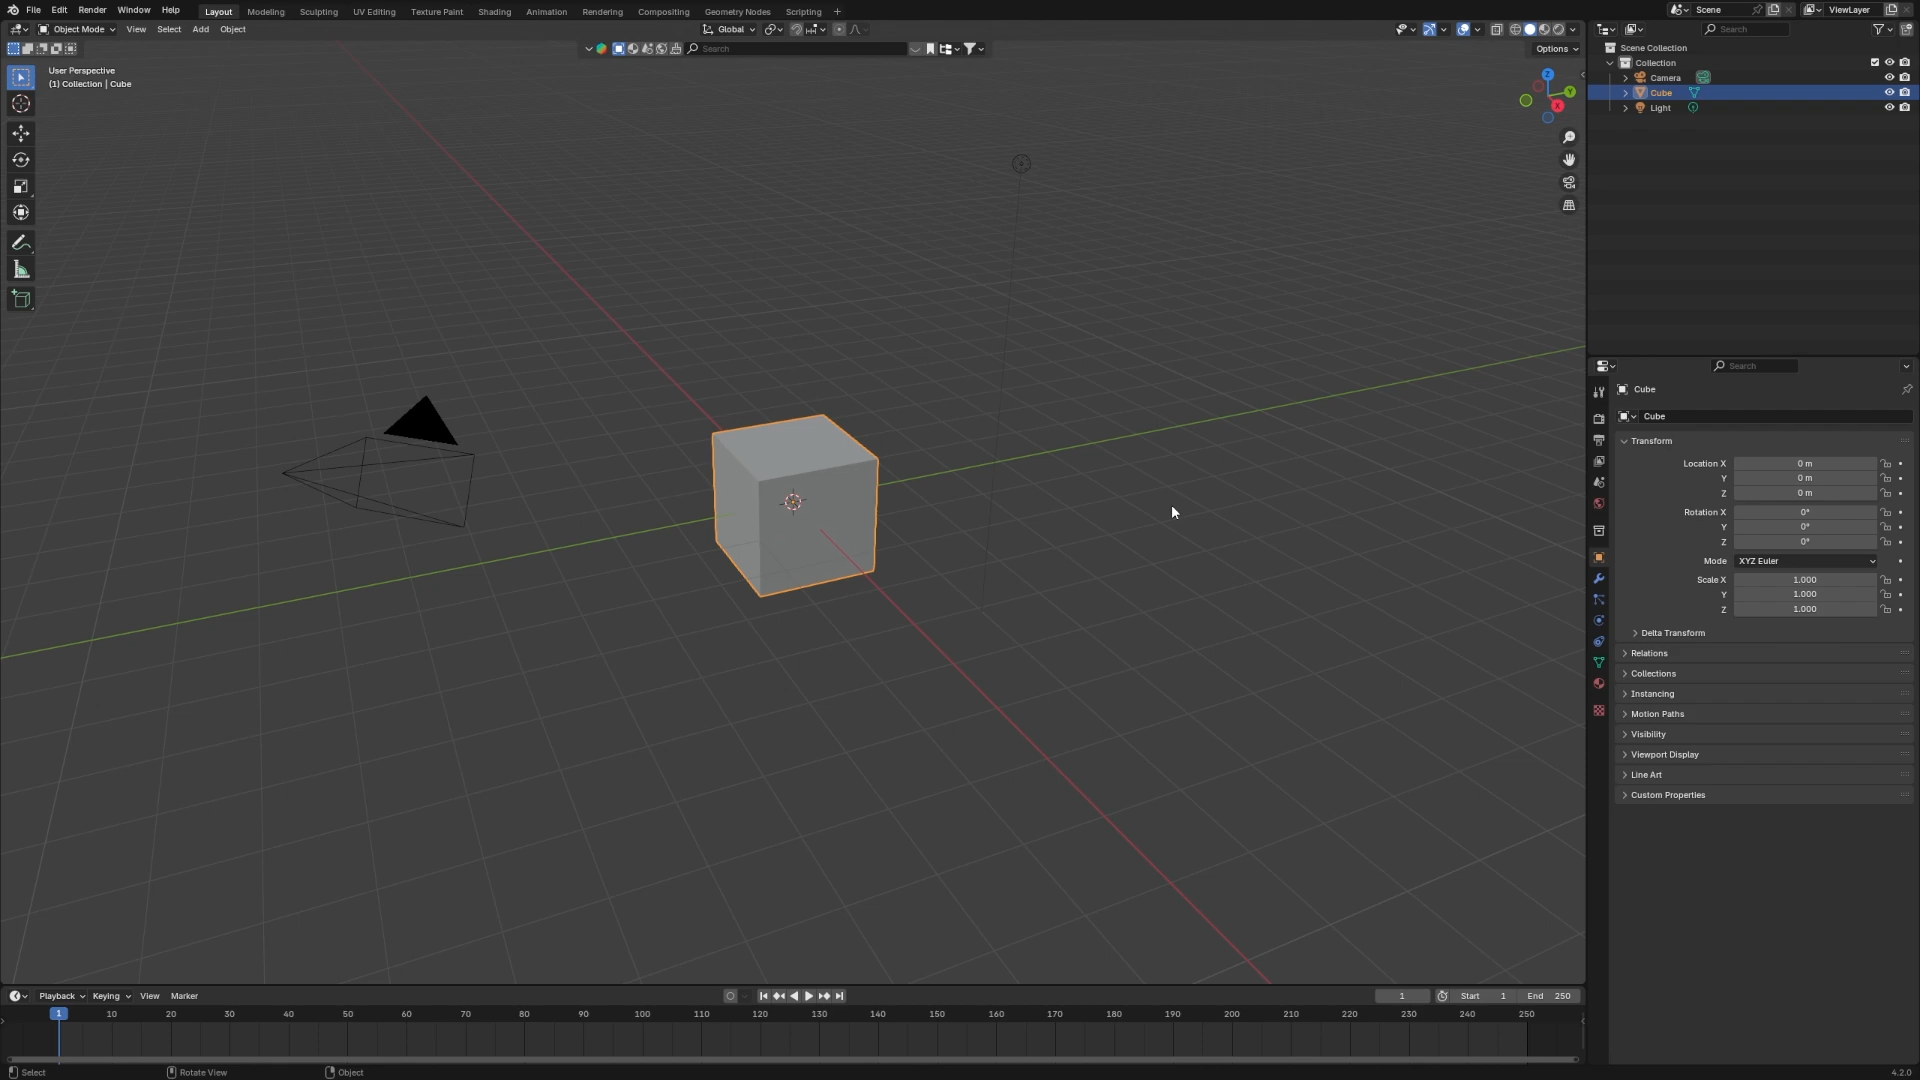 File Edit Render Window Help Layout Modeling Sculpting UV Editing Texture Paint Shading Animation Rendering Compositing Geometry Nodes Scripting + Scene ViewLayer
Object Mode View Select Add Object Global Search
Search Options
User Perspective
(1) Collection | Cube
Z
Y
X
Scene Collection
Collection
Camera
Cube
Light
Search
Cube
Cube
Transform
Location X 0 m
Y 0 m
Z 0 m
Rotation X 0°
Y 0°
Z 0°
Mode XYZ Euler
Scale X 1.000
Y 1.000
Z 1.000
Delta Transform
Relations
Collections
Instancing
Motion Paths
Visibility
Viewport Display
Line Art
Custom Properties
Playback Keying View Marker 1 Start 1 End 250
1 10 20 30 40 50 60 70 80 90 100 110 120 130 140 150 160 170 180 190 200 210 220 230 240 250
Select Rotate View Object 4.2.0